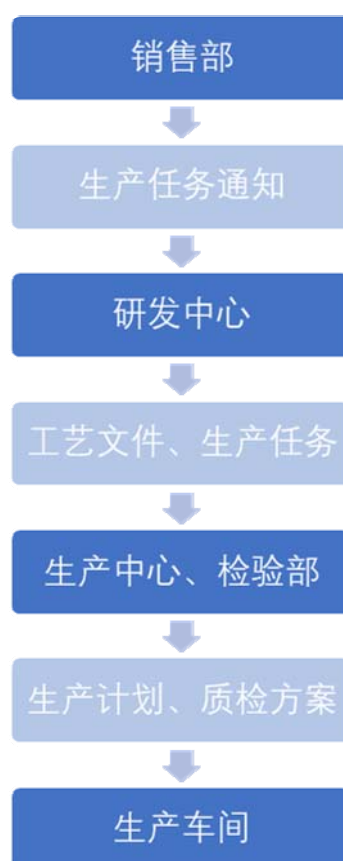 销售部
生产任务通知
研发中心
工艺文件、生产任务
生产中心、检验部
生产计划、质检方案
生产车间